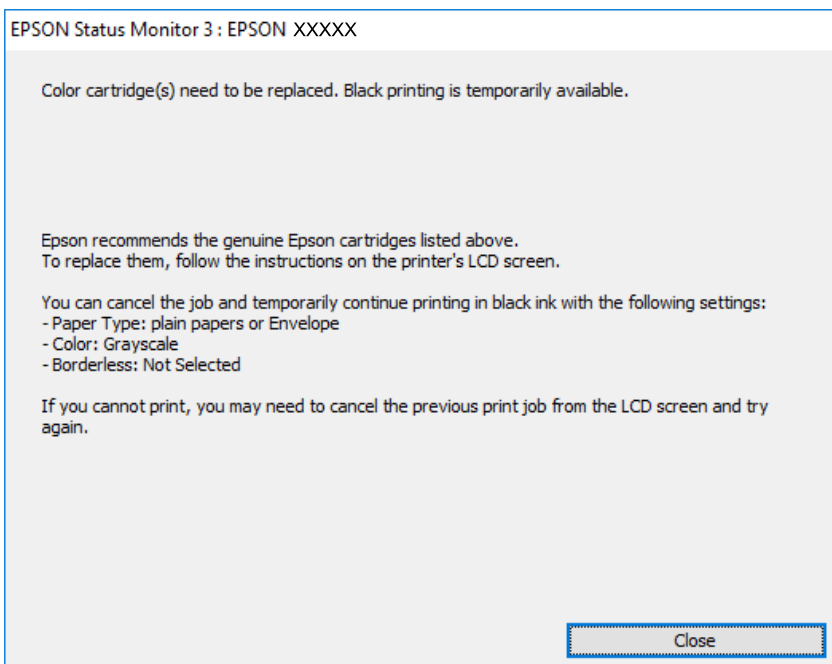 EPSON Status Monitor 3 : EPSON XXXXX
Color cartridge(s) need to be replaced. Black printing is temporarily available.
Epson recommends the genuine Epson cartridges listed above.
To replace them, follow the instructions on the printer's LCD screen.
You can cancel the job and temporarily continue printing in black ink with the following settings:
- Paper Type: plain papers or Envelope
- Color: Grayscale
- Borderless: Not Selected
If you cannot print, you may need to cancel the previous print job from the LCD screen and try
again.
Close